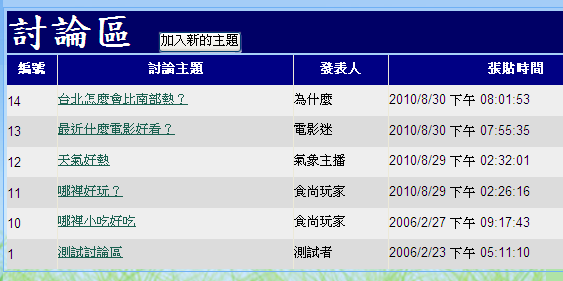 討論區 加入新的主題
編號 討論主題 發表人 張貼時間
14 台北怎麼會比南部熱？ 為什麼 2010/8/30 下午 08:01:53
13 最近什麼電影好看？ 電影迷 2010/8/30 下午 07:55:35
12 天氣好熱 氣象主播 2010/8/29 下午 02:32:01
11 哪裡好玩？ 食尚玩家 2010/8/29 下午 02:26:16
10 哪裡小吃好吃 食尚玩家 2006/2/27 下午 09:17:43
1 測試討論區 測試者 2006/2/23 下午 05:11:10